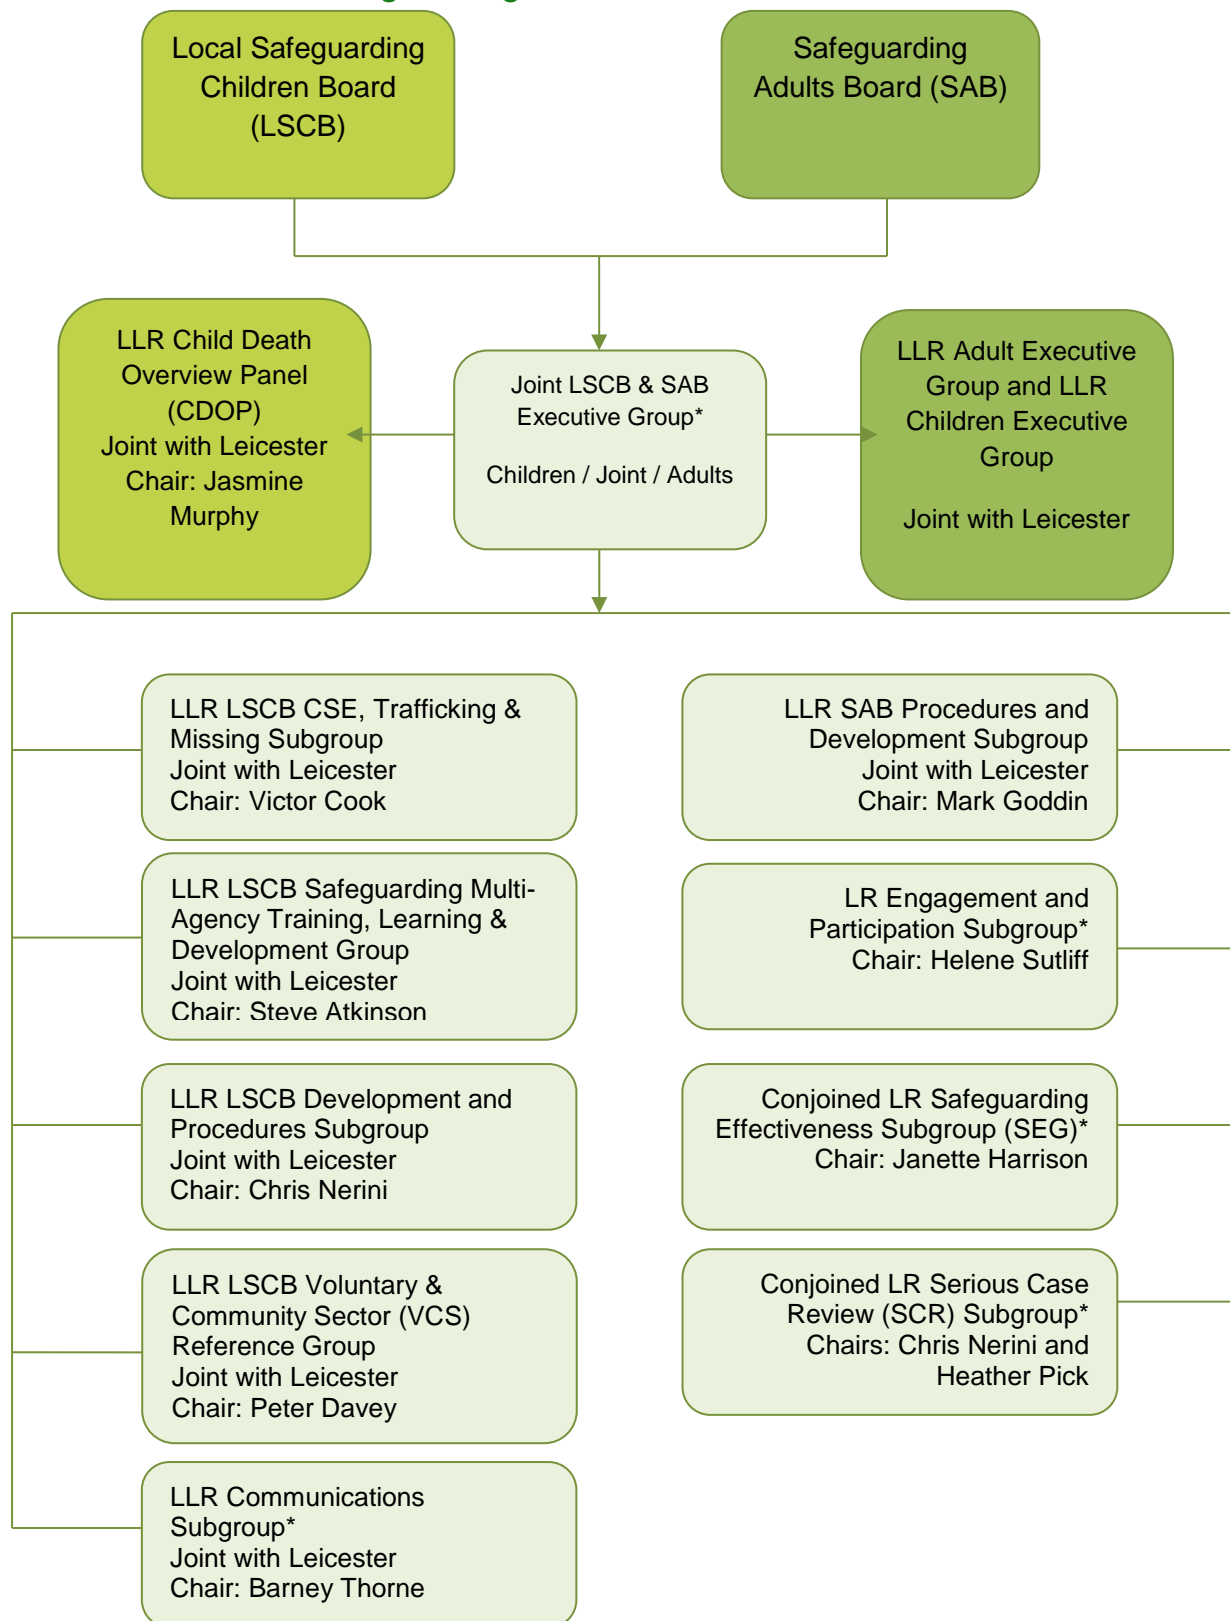 Local Safeguarding
Children Board
(LSCB)
Safeguarding
Adults Board (SAB)
LLR Child Death
Overview Panel
(CDOP)
Joint with Leicester
Chair: Jasmine
Murphy
Joint LSCB & SAB
Executive Group*
Children / Joint / Adults
LLR Adult Executive
Group and LLR
Children Executive
Group
Joint with Leicester
LLR LSCB CSE, Trafficking &
Missing Subgroup
Joint with Leicester
Chair: Victor Cook
LLR LSCB Safeguarding Multi-
Agency Training, Learning &
Development Group
Joint with Leicester
Chair: Steve Atkinson
LLR LSCB Development and
Procedures Subgroup
Joint with Leicester
Chair: Chris Nerini
LLR LSCB Voluntary &
Community Sector (VCS)
Reference Group
Joint with Leicester
Chair: Peter Davey
LLR Communications
Subgroup*
Joint with Leicester
Chair: Barney Thorne
LLR SAB Procedures and
Development Subgroup
Joint with Leicester
Chair: Mark Goddin
LR Engagement and
Participation Subgroup*
Chair: Helene Sutliff
Conjoined LR Safeguarding
Effectiveness Subgroup (SEG)*
Chair: Janette Harrison
Conjoined LR Serious Case
Review (SCR) Subgroup*
Chairs: Chris Nerini and
Heather Pick